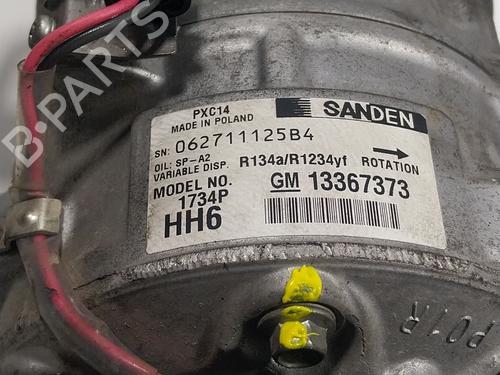 PXC14
MADE IN POLAND
SANDEN
SN: 062711125B4
OIL: SP-A2
VARIABLE DISP.
R134a/R1234yf
ROTATION
MODEL NO.
1734P
GM 13367373
HH6
P01R
B-PARTS